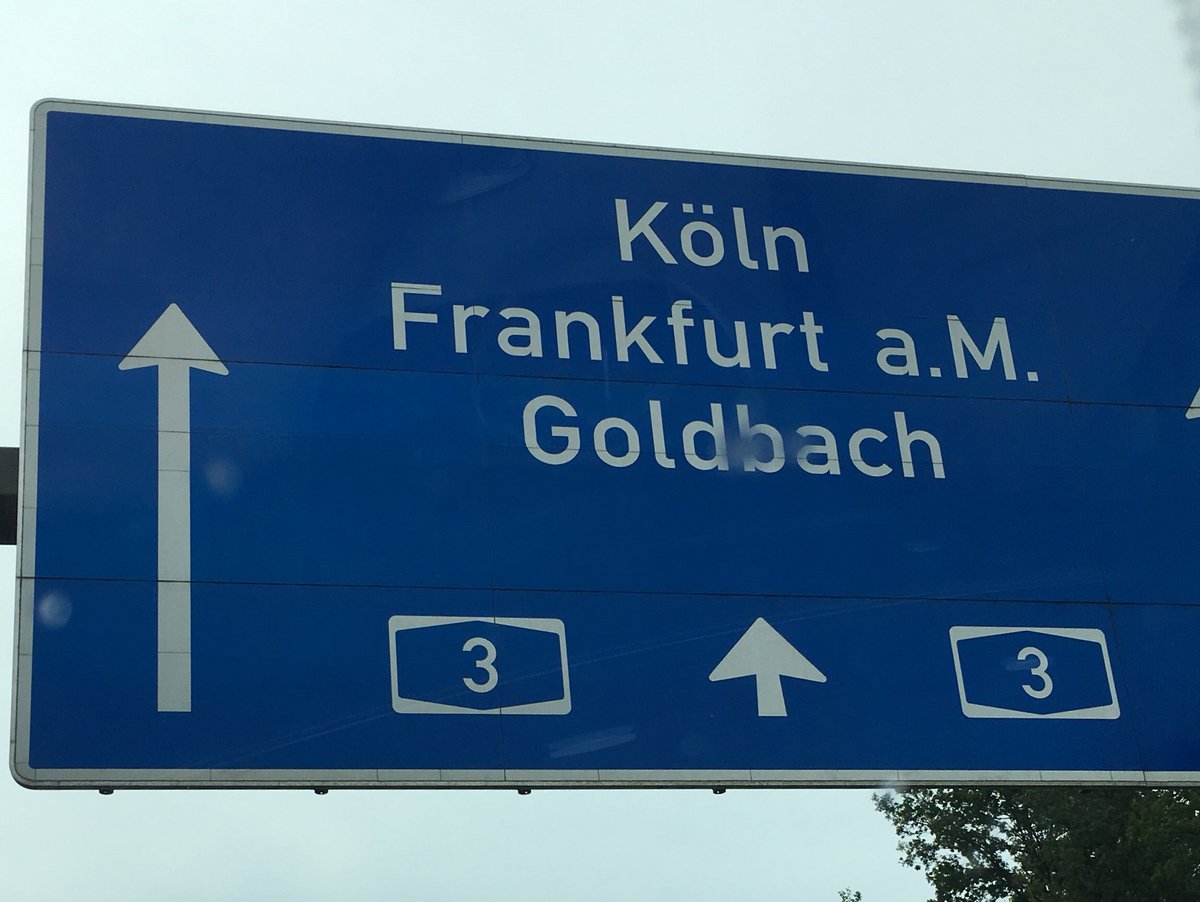 Köln
Frankfurt a.M.
Goldbach
3 3